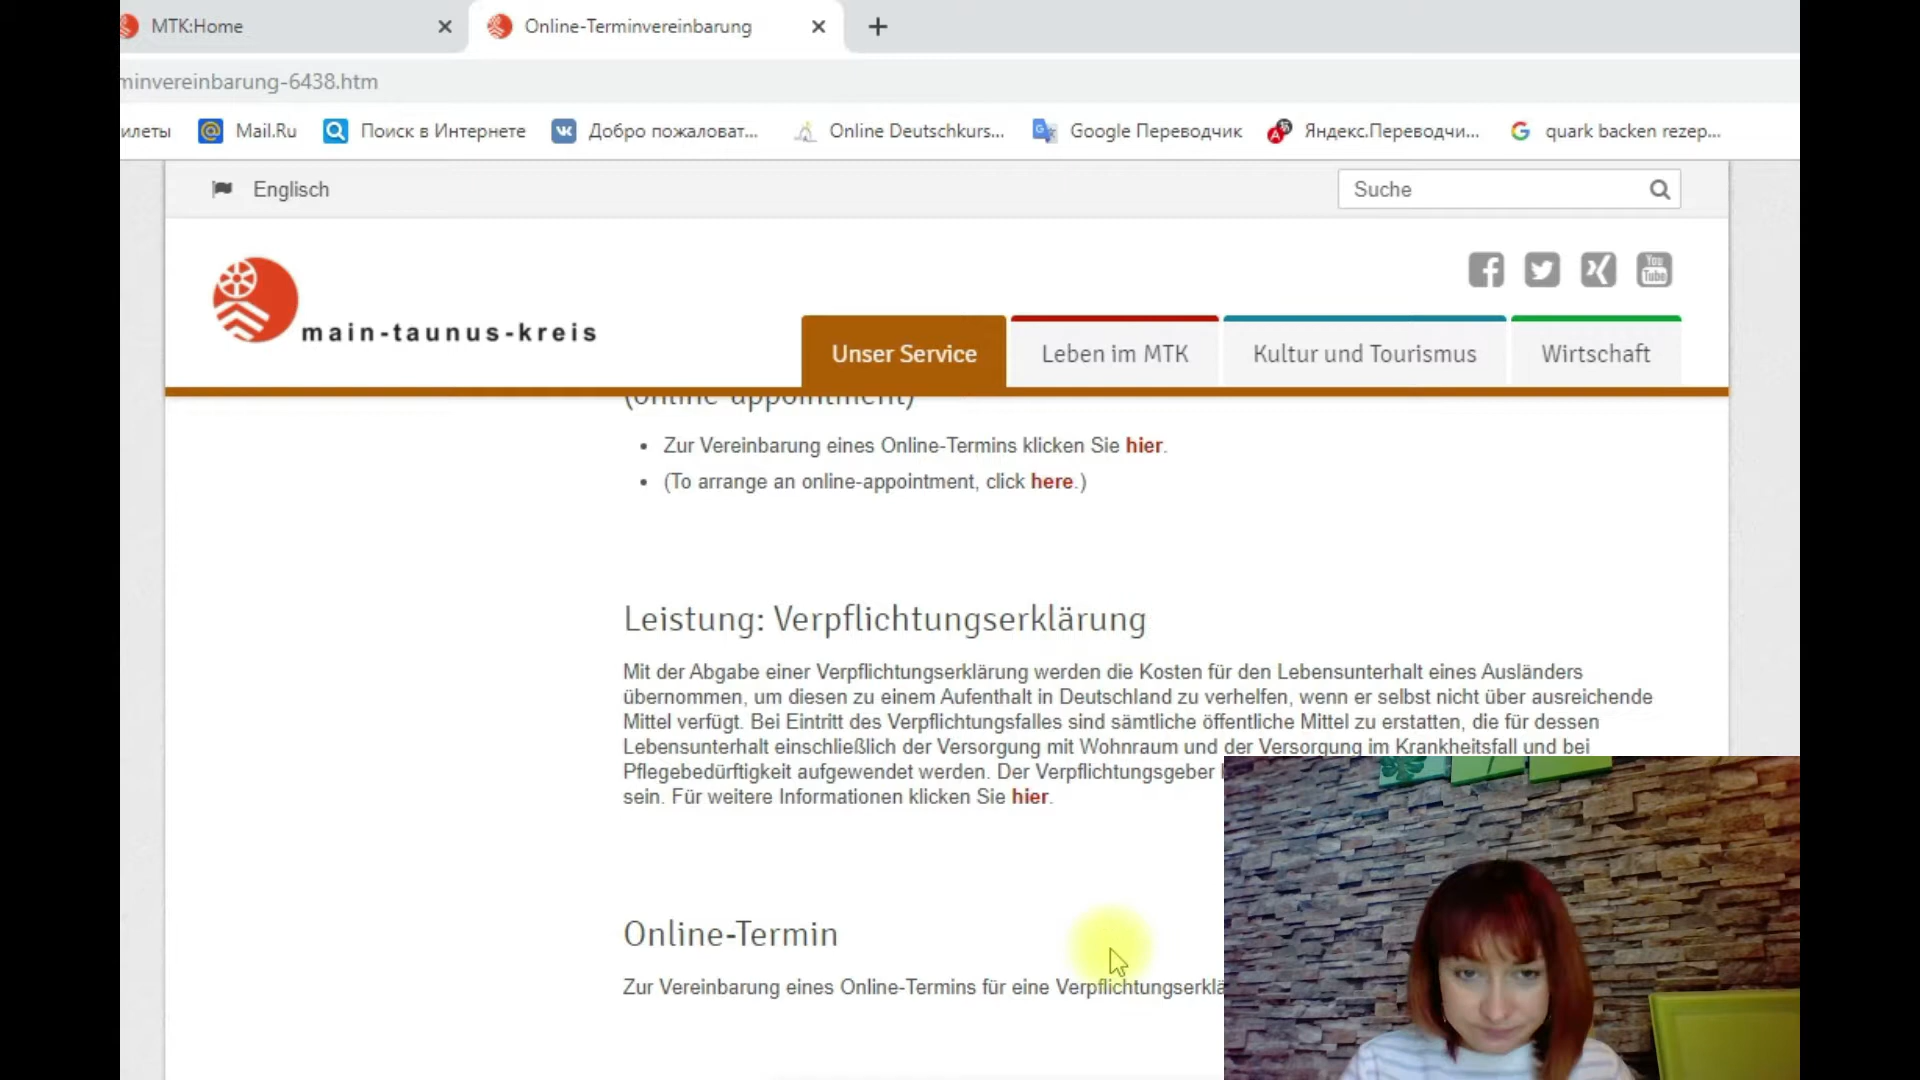 MTK:Home
Online-Terminvereinbarung
minvereinbarung-6438.htm
илеты
Mail.Ru
Поиск в Интернете
Добро пожаловат...
Online Deutschkurs...
Google Переводчик
Яндекс.Переводчи...
quark backen rezep...
Englisch
Suche
You
Tube
main-taunus-kreis
Unser Service
Leben im MTK
Kultur und Tourismus
Wirtschaft
(online-appointment)
• Zur Vereinbarung eines Online-Termins klicken Sie hier.
• (To arrange an online-appointment, click here.)
Leistung: Verpflichtungserklärung
Mit der Abgabe einer Verpflichtungserklärung werden die Kosten für den Lebensunterhalt eines Ausländers
übernommen, um diesen zu einem Aufenthalt in Deutschland zu verhelfen, wenn er selbst nicht über ausreichende
Mittel verfügt. Bei Eintritt des Verpflichtungsfalles sind sämtliche öffentliche Mittel zu erstatten, die für dessen
Lebensunterhalt einschließlich der Versorgung mit Wohnraum und der Versorgung im Krankheitsfall und bei
Pflegebedürftigkeit aufgewendet werden. Der Verpflichtungsgeber
sein. Für weitere Informationen klicken Sie hier.
Online-Termin
Zur Vereinbarung eines Online-Termins für eine Verpflichtungserklä